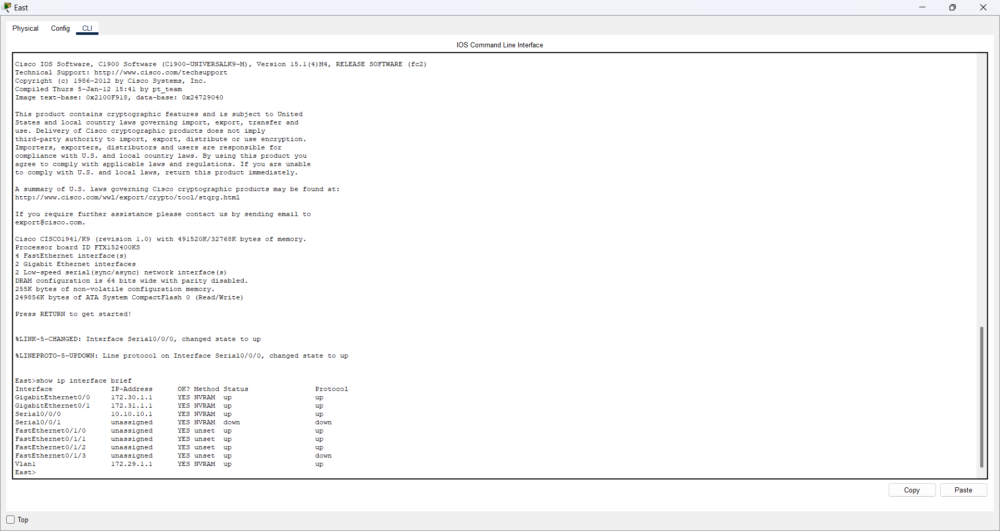 East
Physical Config CLI
IOS Command Line Interface
Cisco IOS Software, C1900 Software (C1900-UNIVERSALK9-M), Version 15.1(4)M4, RELEASE SOFTWARE (fc2)
Technical Support: http://www.cisco.com/techsupport
Copyright (c) 1986-2012 by Cisco Systems, Inc.
Compiled Thurs 5-Jan-12 15:41 by pt_team
Image text-base: 0x2100F918, data-base: 0x24729040
This product contains cryptographic features and is subject to United
States and local country laws governing import, export, transfer and
use. Delivery of Cisco cryptographic products does not imply
third-party authority to import, export, distribute or use encryption.
Importers, exporters, distributors and users are responsible for
compliance with U.S. and local country laws. By using this product you
agree to comply with applicable laws and regulations. If you are unable
to comply with U.S. and local laws, return this product immediately.
A summary of U.S. laws governing Cisco cryptographic products may be found at:
http://www.cisco.com/wwl/export/crypto/tool/stqrg.html
If you require further assistance please contact us by sending email to
export@cisco.com.
Cisco CISCO1941/K9 (revision 1.0) with 491520K/32768K bytes of memory.
Processor board ID FTX152400KS
4 FastEthernet interface(s)
2 Gigabit Ethernet interfaces
2 Low-speed serial(sync/async) network interface(s)
DRAM configuration is 64 bits wide with parity disabled.
255K bytes of non-volatile configuration memory.
249856K bytes of ATA System CompactFlash 0 (Read/Write)
Press RETURN to get started!
%LINK-5-CHANGED: Interface Serial0/0/0, changed state to up
%LINEPROTO-5-UPDOWN: Line protocol on Interface Serial0/0/0, changed state to up
East>show ip interface brief
Interface IP-Address OK? Method Status Protocol
GigabitEthernet0/0 172.30.1.1 YES NVRAM up up
GigabitEthernet0/1 172.31.1.1 YES NVRAM up up
Serial0/0/0 10.10.10.1 YES NVRAM up up
Serial0/0/1 unassigned YES NVRAM down down
FastEthernet0/1/0 unassigned YES unset up up
FastEthernet0/1/1 unassigned YES unset up up
FastEthernet0/1/2 unassigned YES unset up up
FastEthernet0/1/3 unassigned YES unset up down
Vlan1 172.29.1.1 YES NVRAM up up
East>
Copy Paste
Top